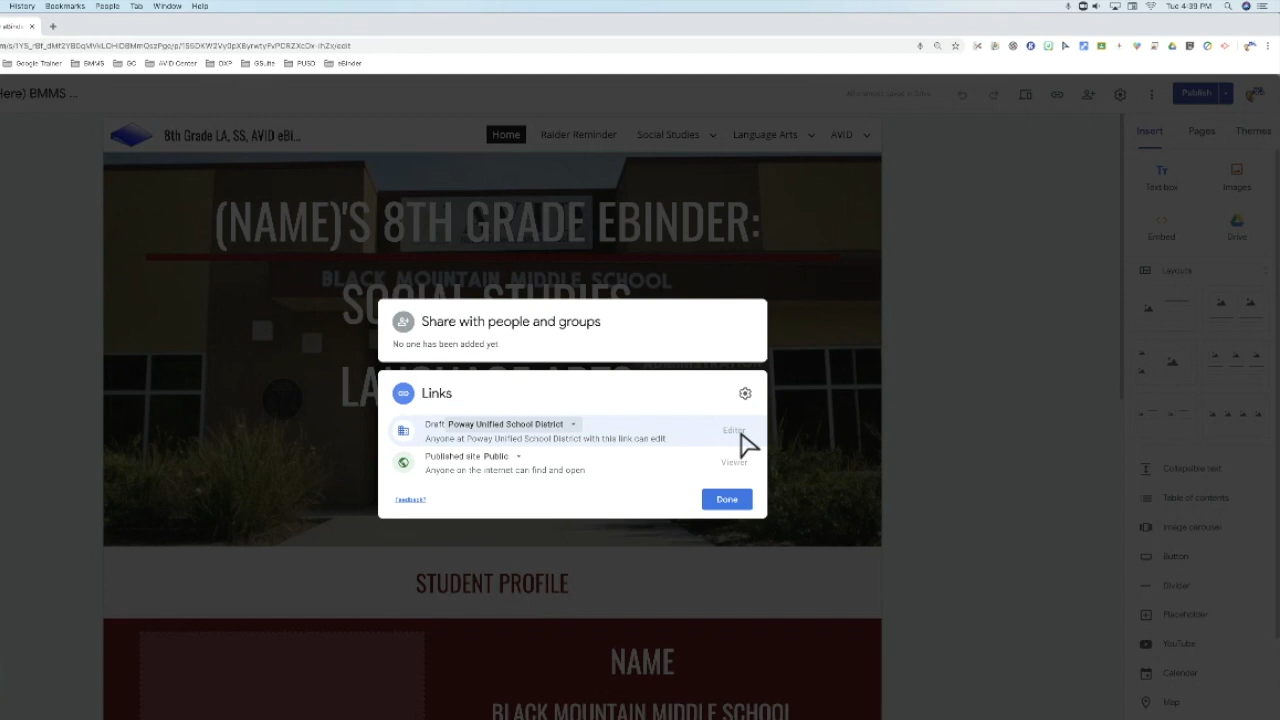 History Bookmarks People Tab Window Help
Tue 4:39 PM
Google Trainer BMMS GC AVID Center DXP GSuite PUSD eBinder
Here) BMMS ...
Publish
8th Grade LA, SS, AVID eBi...
Home Raider Reminder Social Studies Language Arts AVID
Insert Pages Themes
Text box Images
Embed Drive
Layouts
(NAME)'S 8TH GRADE EBINDER:
BLACK MOUNTAIN MIDDLE SCHOOL
SOCIAL STUDIES
Share with people and groups
No one has been added yet
Links
Draft Poway Unified School District
Anyone at Poway Unified School District with this link can edit
Editor
Published site Public
Anyone on the internet can find and open
Viewer
Feedback?
Done
Collapsible text
Table of contents
Image carousel
Button
Divider
Placeholder
YouTube
Calendar
Map
STUDENT PROFILE
NAME
BLACK MOUNTAIN MIDDLE SCHOOL